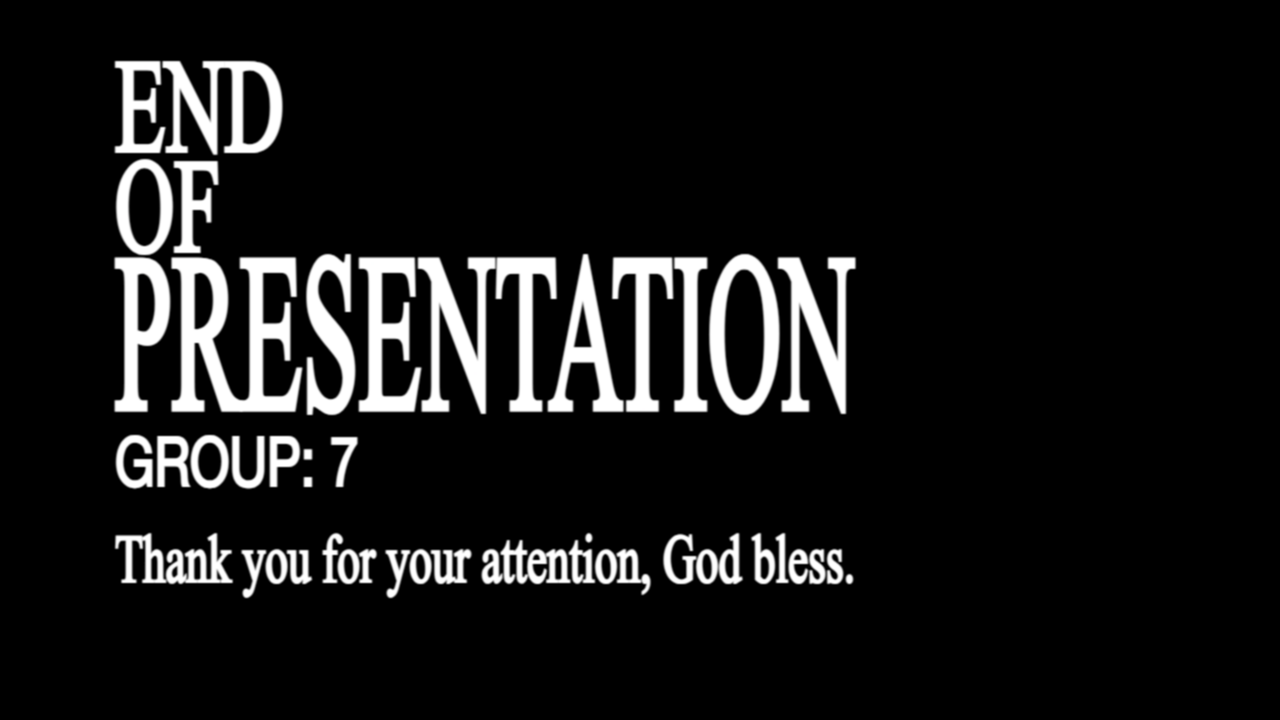 END
OF
PRESENTATION
GROUP: 7
Thank you for your attention, God bless.